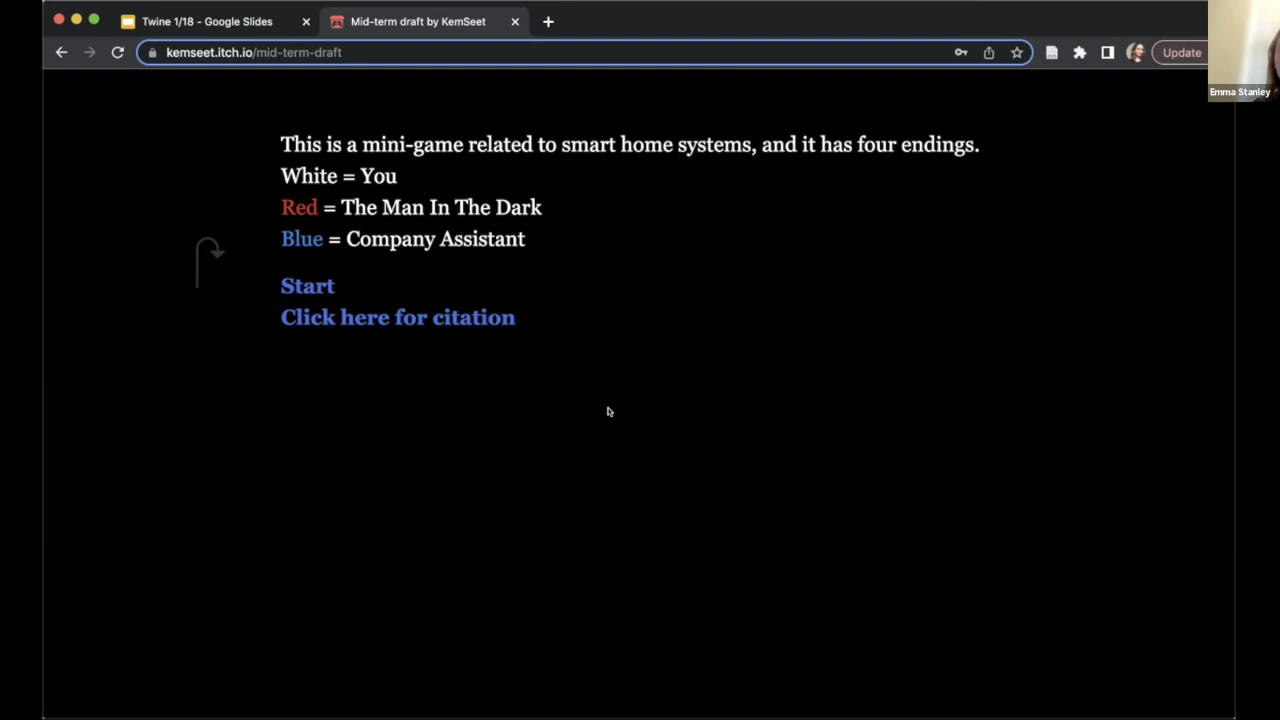 Twine 1/18 - Google Slides
Mid-term draft by KemSeet
kemseet.itch.io/mid-term-draft
Update
Emma Stanley
This is a mini-game related to smart home systems, and it has four endings.
White = You
Red = The Man In The Dark
Blue = Company Assistant
Start
Click here for citation